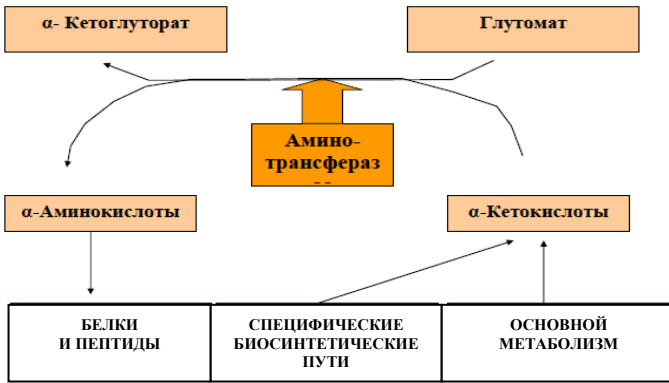 α- Кетоглуторат
Глутомат
Амино-
трансфераз
α-Аминокислоты
α-Кетокислоты
БЕЛКИ
И ПЕПТИДЫ
СПЕЦИФИЧЕСКИЕ
БИОСИНТЕТИЧЕСКИЕ
ПУТИ
ОСНОВНОЙ
МЕТАБОЛИЗМ